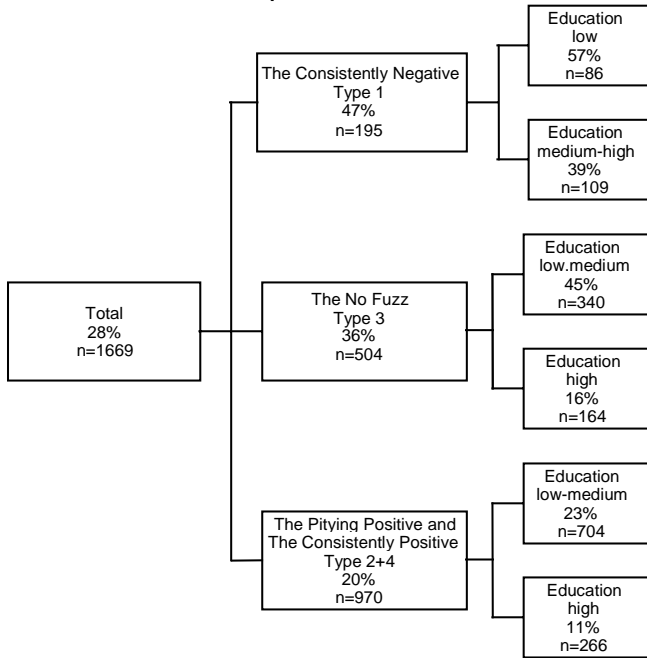 Education
low
57%
n=86
The Consistently Negative
Type 1
47%
n=195
Education
medium-high
39%
n=109
Education
low.medium
45%
n=340
Total
28%
n=1669
The No Fuzz
Type 3
36%
n=504
Education
high
16%
n=164
Education
low-medium
23%
n=704
The Pitying Positive and
The Consistently Positive
Type 2+4
20%
n=970
Education
high
11%
n=266